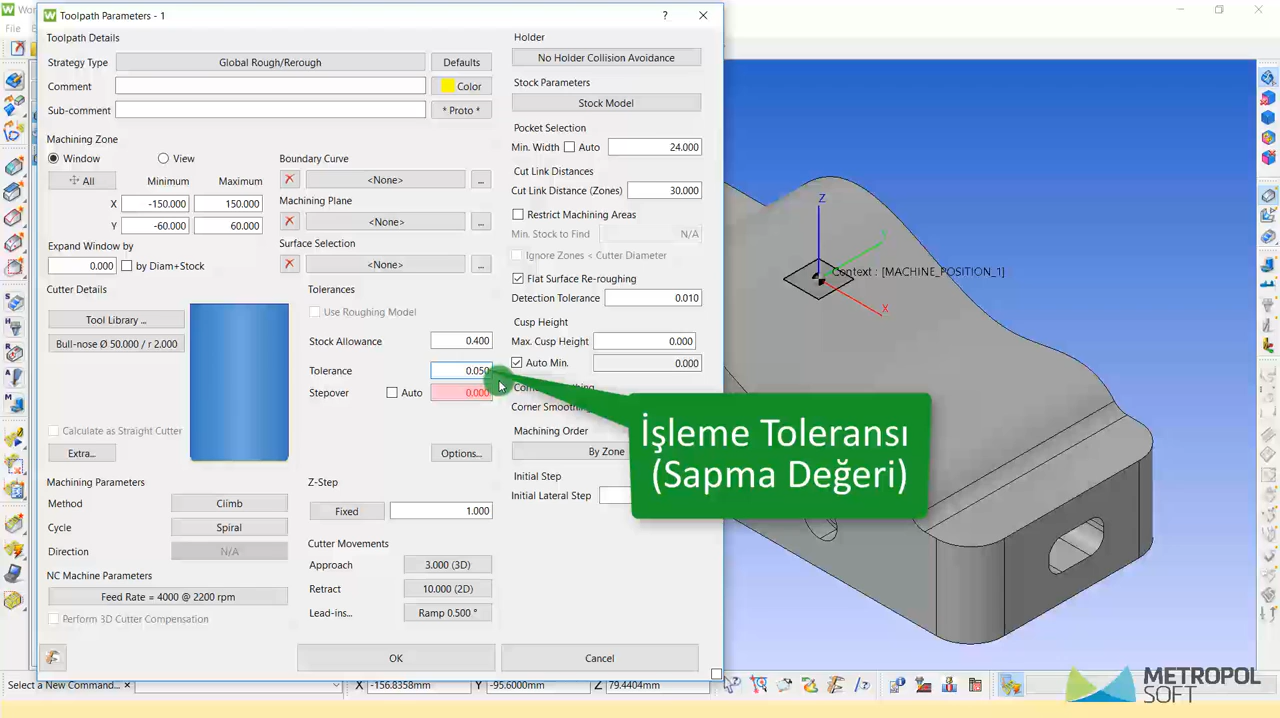 Wor
Toolpath Parameters - 1
?
File
Toolpath Details
Strategy Type
Global Rough/Rerough
Defaults
Comment
Color
Sub-comment
* Proto *
Machining Zone
Window
View
All
Minimum
Maximum
X
-150.000
150.000
Y
-60.000
60.000
Expand Window by
0.000
by Diam+Stock
Boundary Curve
<None>
...
Machining Plane
<None>
...
Surface Selection
<None>
...
Cutter Details
Tool Library ...
Bull-nose Ø 50.000 / r 2.000
Calculate as Straight Cutter
Extra...
Tolerances
Use Roughing Model
Stock Allowance
0.400
Tolerance
0.050
Stepover
Auto
0.000
Options...
Machining Parameters
Method
Climb
Cycle
Spiral
Direction
N/A
NC Machine Parameters
Feed Rate = 4000 @ 2200 rpm
Perform 3D Cutter Compensation
Z-Step
Fixed
1.000
Cutter Movements
Approach
3.000 (3D)
Retract
10.000 (2D)
Lead-ins...
Ramp 0.500 °
Holder
No Holder Collision Avoidance
Stock Parameters
Stock Model
Pocket Selection
Min. Width
Auto
24.000
Cut Link Distances
Cut Link Distance (Zones)
30.000
Restrict Machining Areas
Min. Stock to Find
N/A
Ignore Zones < Cutter Diameter
Flat Surface Re-roughing
Detection Tolerance
0.010
Cusp Height
Max. Cusp Height
0.000
Auto Min.
0.000
Corner Smoothin
Machining Order
By Zone
Initial Step
Initial Lateral Step
OK
Cancel
İşleme Toleransı
(Sapma Değeri)
Z
Y
X
Context : [MACHINE_POSITION_1]
Select a New Command...
X
-156.8358mm
Y
-95.6000mm
Z
79.4404mm
METROPOL
SOFT